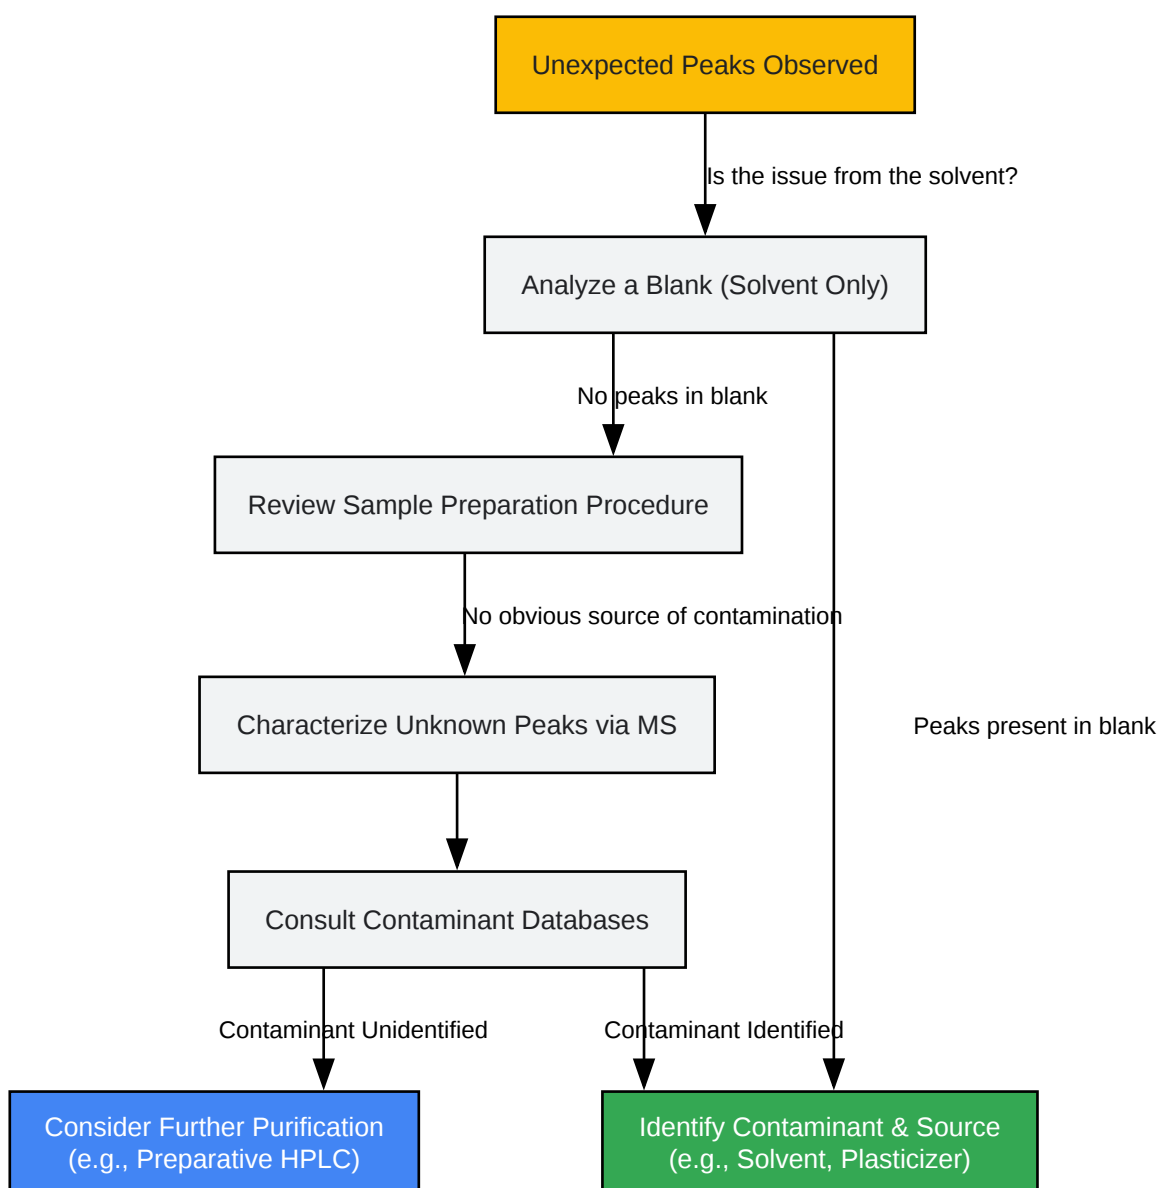 Unexpected Peaks Observed
Is the issue from the solvent?
Analyze a Blank (Solvent Only)
No peaks in blank
Review Sample Preparation Procedure
No obvious source of contamination
Characterize Unknown Peaks via MS
Peaks present in blank
Consult Contaminant Databases
Contaminant Unidentified
Contaminant Identified
Consider Further Purification
(e.g., Preparative HPLC)
Identify Contaminant & Source
(e.g., Solvent, Plasticizer)